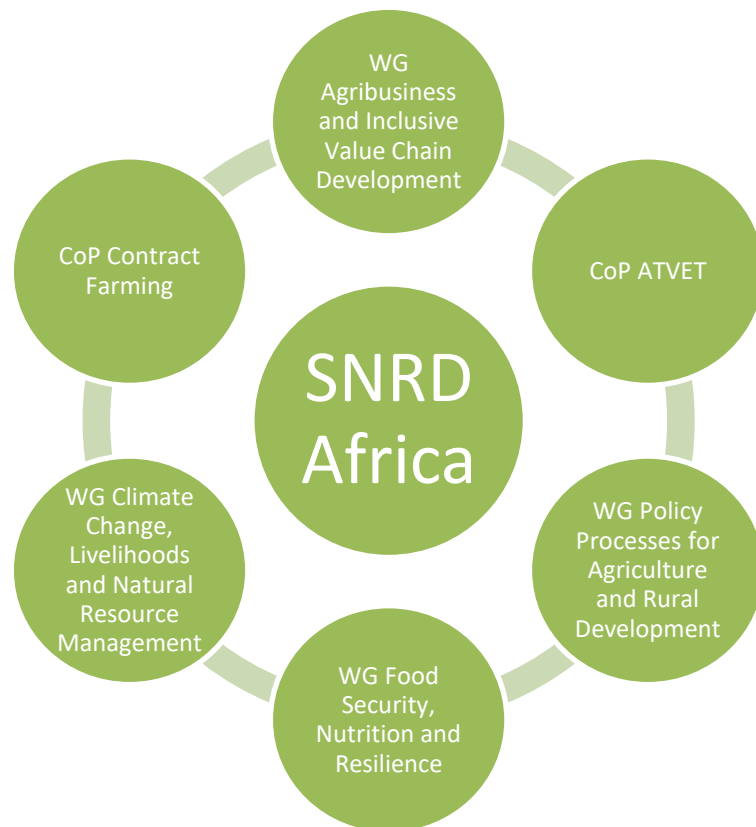 WG
Agribusiness
and Inclusive
Value Chain
Development
CoP Contract
Farming
CoP ATVET
SNRD
Africa
WG Climate
Change,
Livelihoods
and Natural
Resource
Management
WG Policy
Processes for
Agriculture
and Rural
Development
WG Food
Security,
Nutrition and
Resilience